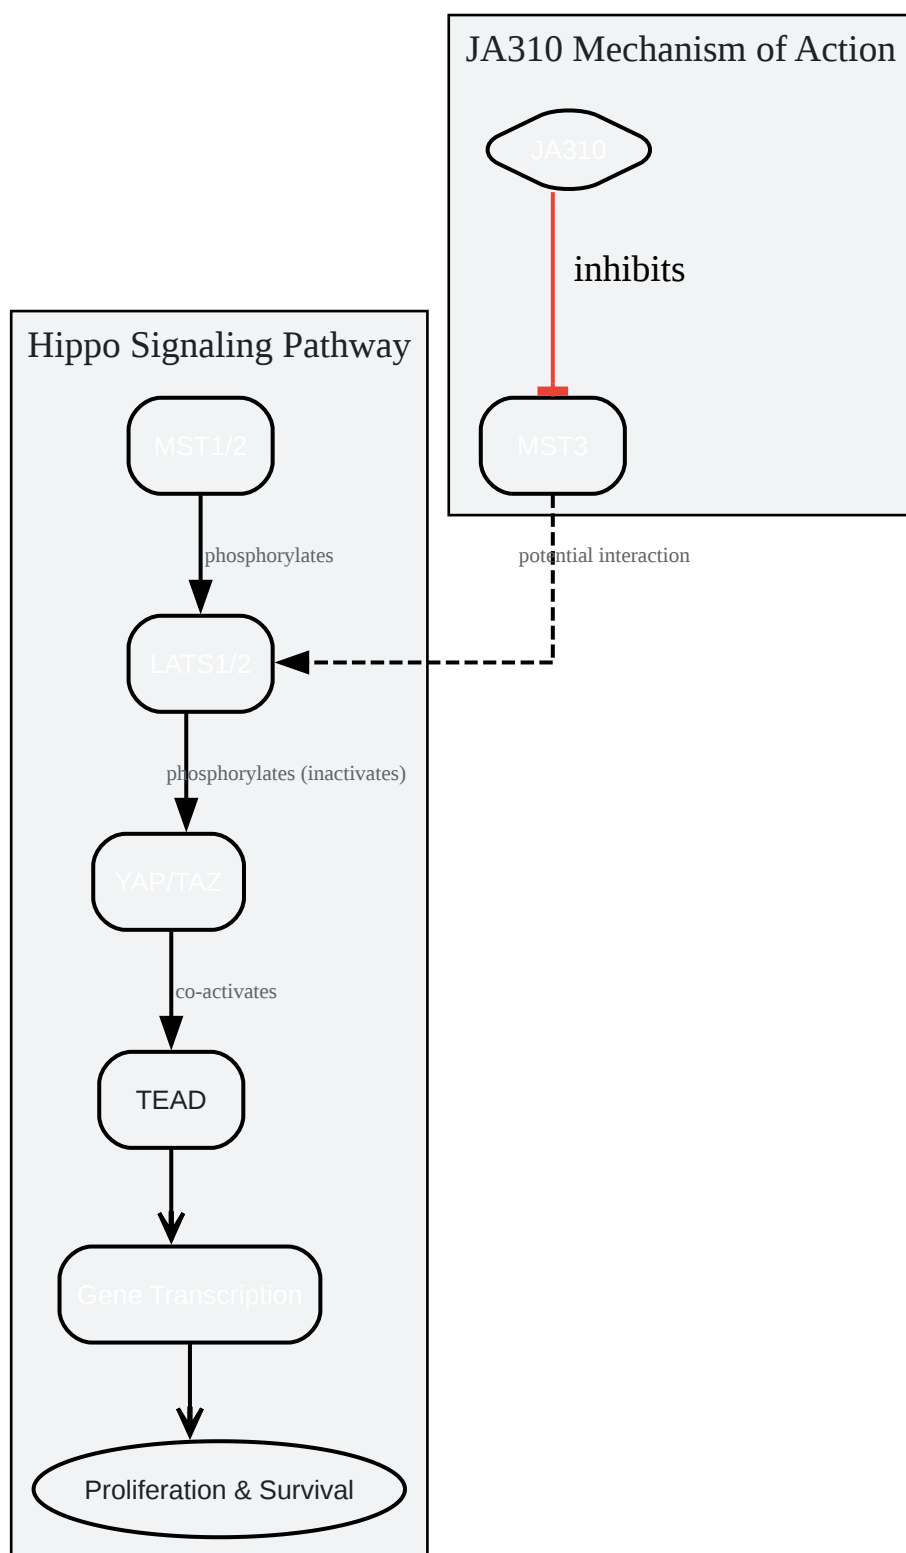 JA310 Mechanism of Action
JA310
inhibits
Hippo Signaling Pathway
MST1/2
MST3
phosphorylates
potential interaction
LATS1/2
phosphorylates (inactivates)
YAP/TAZ
co-activates
TEAD
Gene Transcription
Proliferation & Survival